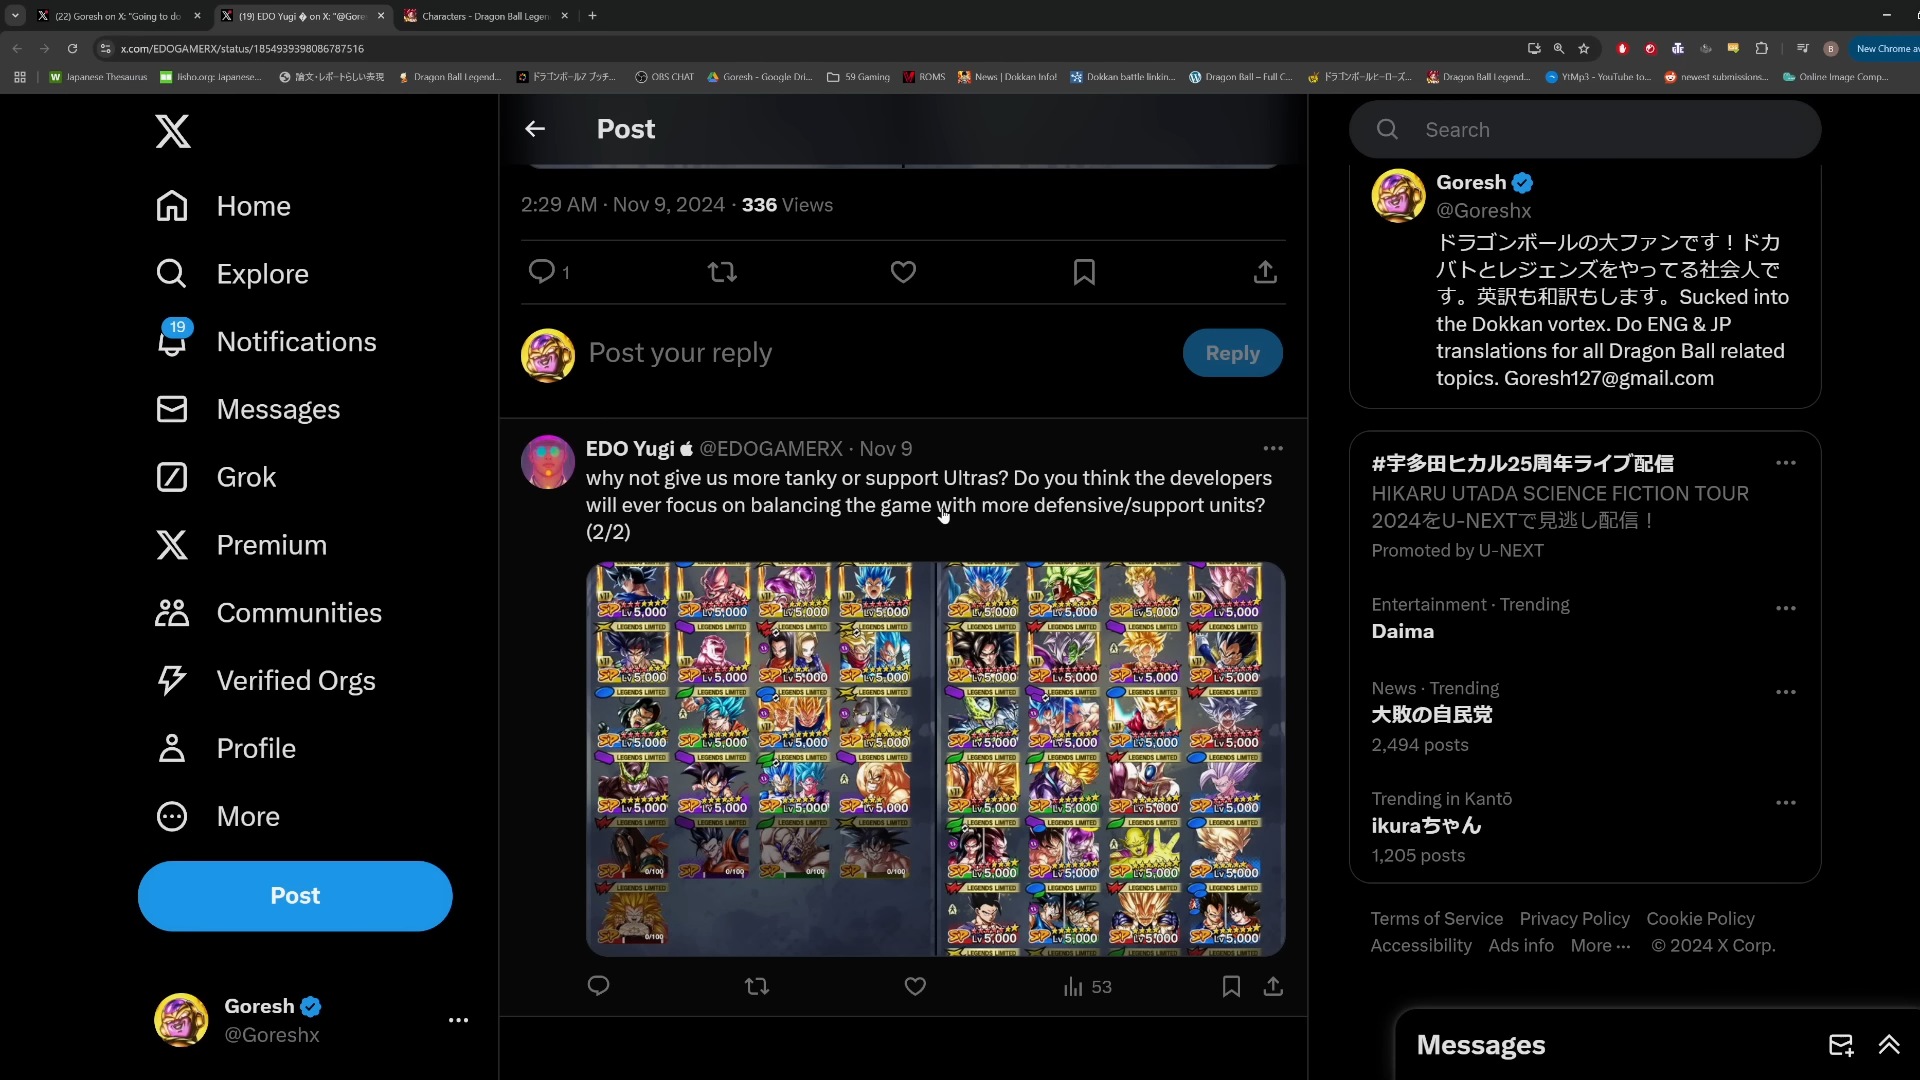 (22) Goresh on X: "Going to do
(19) EDO Yugi � on X: "@Gores
Characters - Dragon Ball Legen
x.com/EDOGAMERX/status/1854939398086787516
New Chrome av
Japanese Thesaurus
Jisho.org: Japanese...
論文・レポートらしい表現
Dragon Ball Legend...
ドラゴンボールZ ブッチ...
OBS CHAT
Goresh - Google Dri...
59 Gaming
ROMS
News | Dokkan Info!
Dokkan battle linkin...
Dragon Ball – Full C...
ドラゴンボールヒーローズ...
Dragon Ball Legend...
YtMp3 - YouTube to...
newest submissions...
Online Image Comp...
Home
Explore
19
Notifications
Messages
Grok
Premium
Communities
Verified Orgs
Profile
More
Post
Goresh
@Goreshx
Post
2:29 AM · Nov 9, 2024 · 336 Views
1
Post your reply
Reply
EDO Yugi @EDOGAMERX · Nov 9
why not give us more tanky or support Ultras? Do you think the developers
will ever focus on balancing the game with more defensive/support units?
(2/2)
53
Search
Goresh
@Goreshx
ドラゴンボールの大ファンです！ドカ
バトとレジェンズをやってる社会人で
す。英訳も和訳もします。Sucked into
the Dokkan vortex. Do ENG & JP
translations for all Dragon Ball related
topics. Goresh127@gmail.com
#宇多田ヒカル25周年ライブ配信
HIKARU UTADA SCIENCE FICTION TOUR
2024をU-NEXTで見逃し配信！
Promoted by U-NEXT
Entertainment · Trending
Daima
News · Trending
大敗の自民党
2,494 posts
Trending in Kantō
ikuraちゃん
1,205 posts
Terms of Service Privacy Policy Cookie Policy
Accessibility Ads info More ··· © 2024 X Corp.
Messages